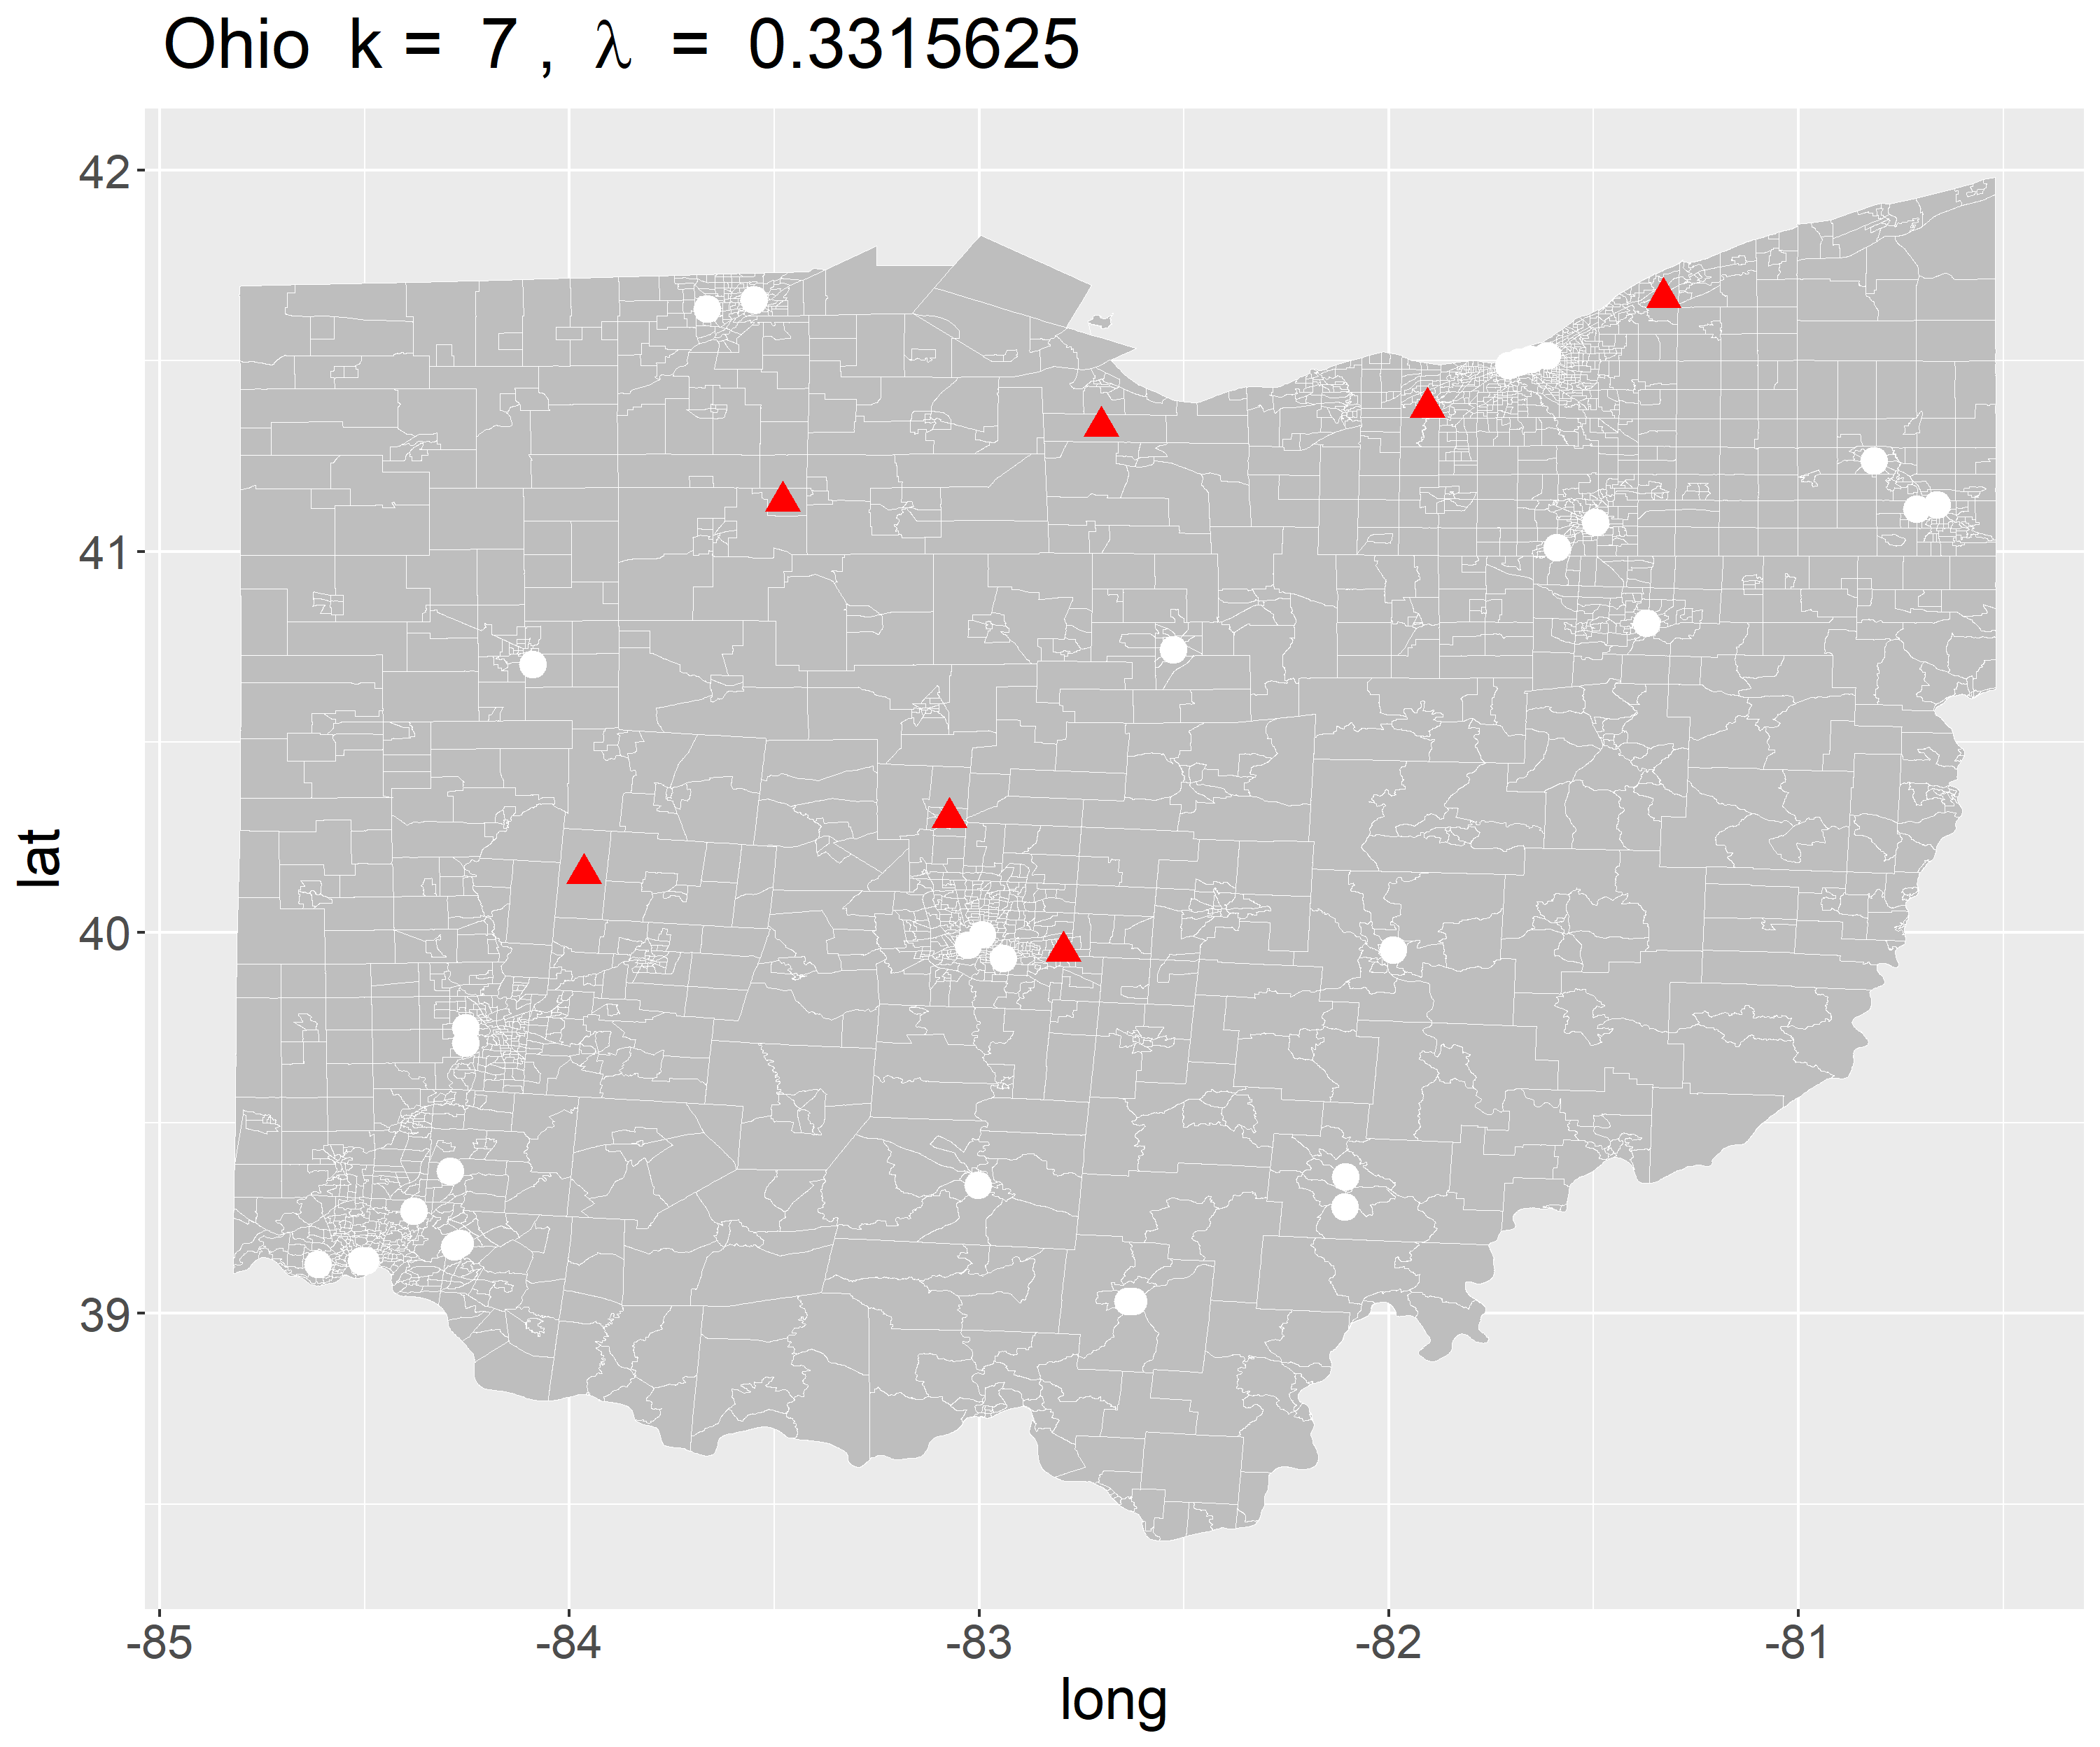 Ohio k = 7 , λ = 0.3315625
42
41
40
39
lat
-85 -84 -83 -82 -81
long